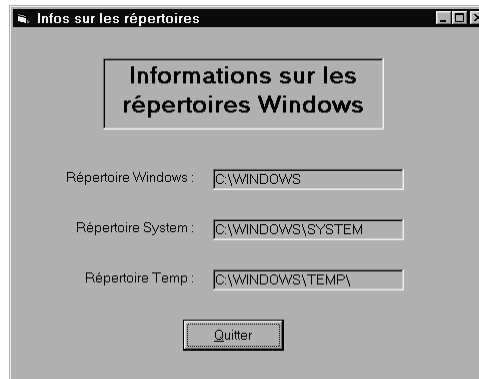 Infos sur les répertoires
Informations sur les
répertoires Windows
Répertoire Windows : C:\WINDOWS
Répertoire System : C:\WINDOWS\SYSTEM
Répertoire Temp : C:\WINDOWS\TEMP\
Quitter